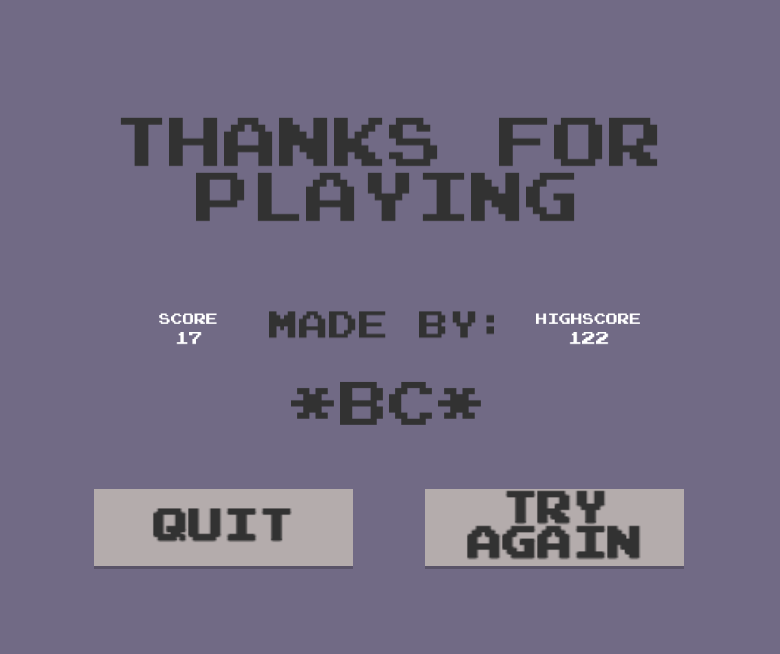 THANKS FOR
PLAYING
SCORE
17
MADE BY:
HIGHSCORE
122
*BC*
QUIT
TRY
AGAIN